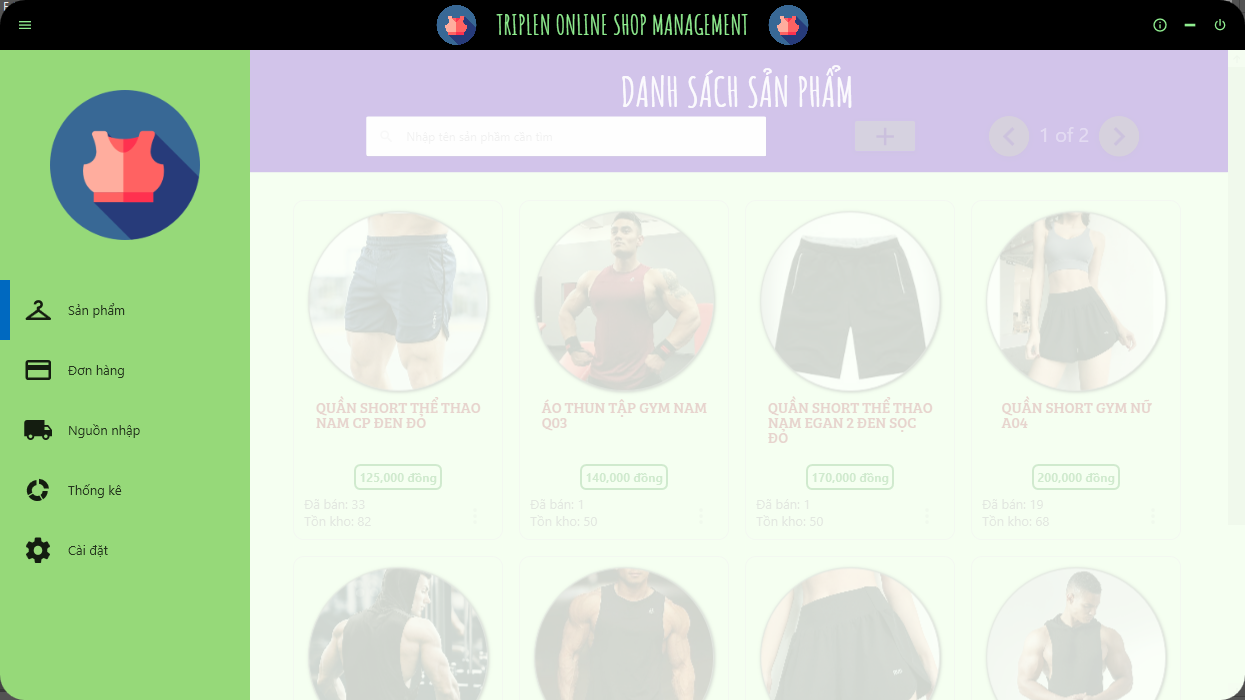 TRIPLEN ONLINE SHOP MANAGEMENT
DANH SÁCH SẢN PHẨM
Nhập tên sản phẩm cần tìm
1 of 2
Sản phẩm
Đơn hàng
Nguồn nhập
Thống kê
Cài đặt
QUẦN SHORT THỂ THAO
NAM CP ĐEN ĐỎ
125,000 đồng
Đã bán: 33
Tồn kho: 82
ÁO THUN TẬP GYM NAM
Q03
140,000 đồng
Đã bán: 1
Tồn kho: 50
QUẦN SHORT THỂ THAO
NAM EGAN 2 ĐEN SỌC
ĐỎ
170,000 đồng
Đã bán: 1
Tồn kho: 50
QUẦN SHORT GYM NỮ
A04
200,000 đồng
Đã bán: 19
Tồn kho: 68